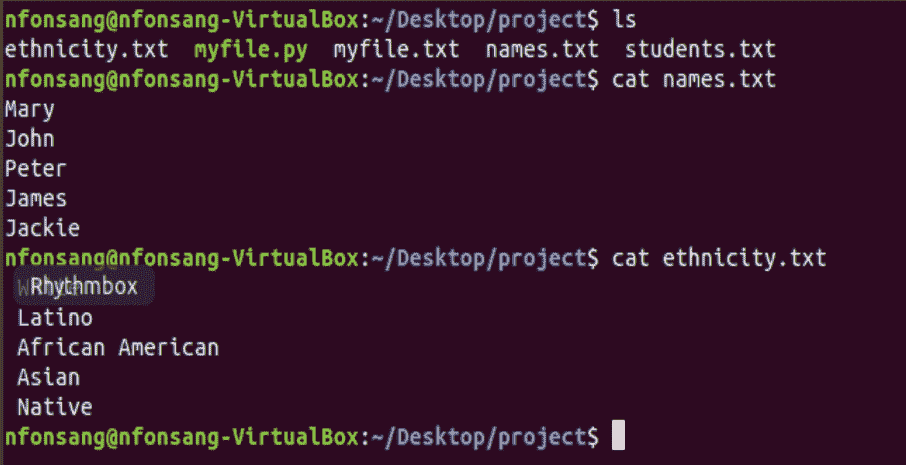 nfonsang@nfonsang-VirtualBox:~/Desktop/project$ ls
ethnicity.txt  myfile.py  myfile.txt  names.txt  students.txt
nfonsang@nfonsang-VirtualBox:~/Desktop/project$ cat names.txt
Mary
John
Peter
James
Jackie
nfonsang@nfonsang-VirtualBox:~/Desktop/project$ cat ethnicity.txt
Rhythmbox
Latino
African American
Asian
Native
nfonsang@nfonsang-VirtualBox:~/Desktop/project$